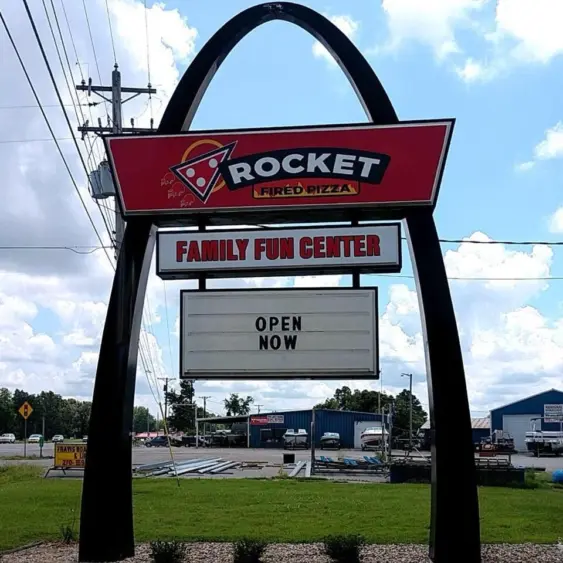 ROCKET
FIRED PIZZA
FAMILY FUN CENTER
OPEN
NOW